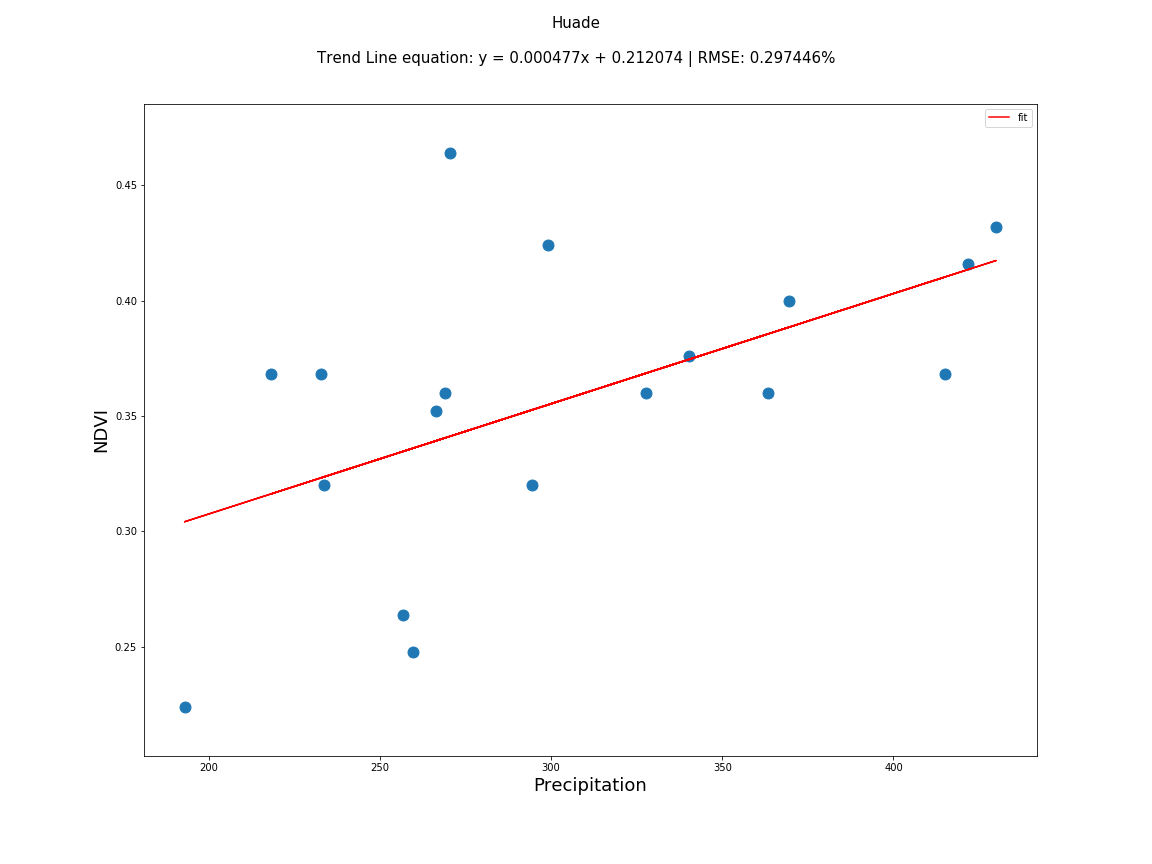 Huade
Trend Line equation: y = 0.000477x + 0.212074 | RMSE: 0.297446%
fit
0.45
0.40
0.35
0.30
0.25
NDVI
200 250 300 350 400
Precipitation